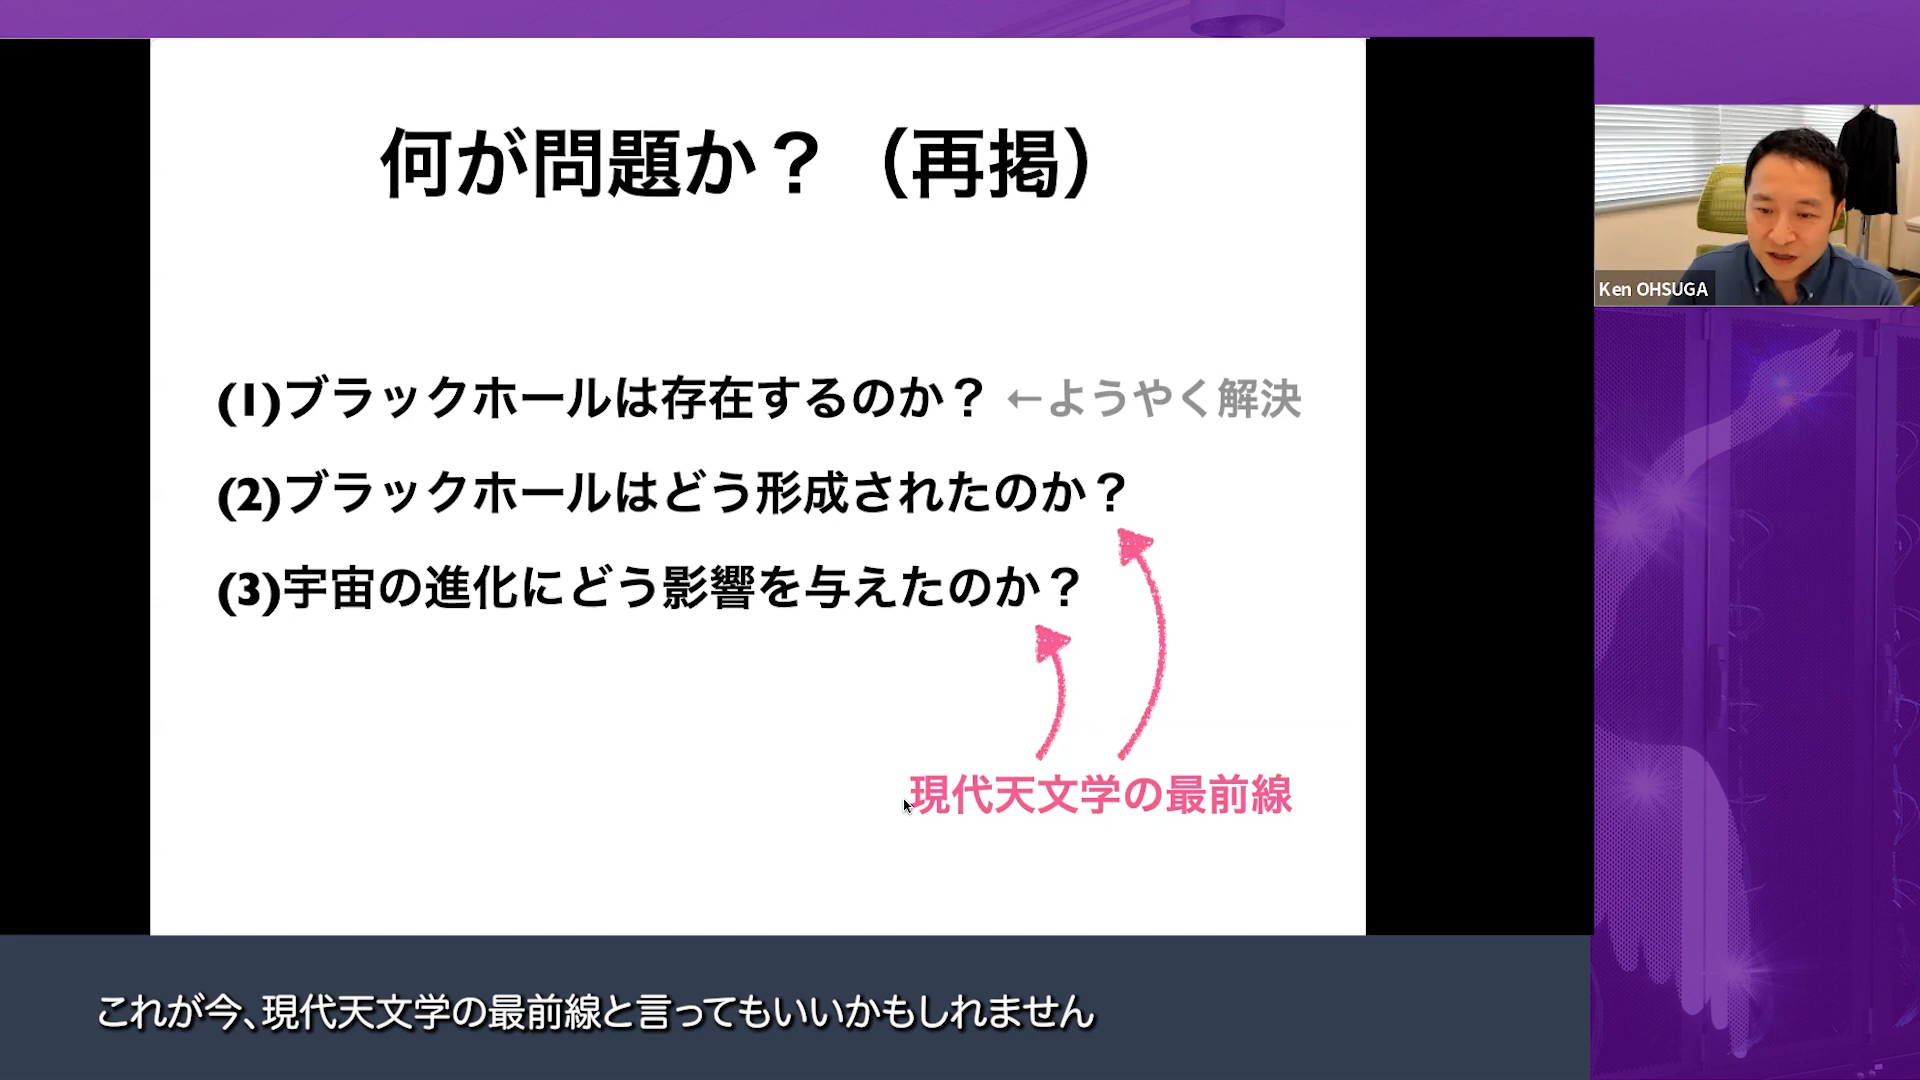 何が問題か？（再掲）
(1)ブラックホールは存在するのか？ ←ようやく解決
(2)ブラックホールはどう形成されたのか？
(3)宇宙の進化にどう影響を与えたのか？
現代天文学の最前線
Ken OHSUGA
これが今、現代天文学の最前線と言ってもいいかもしれません